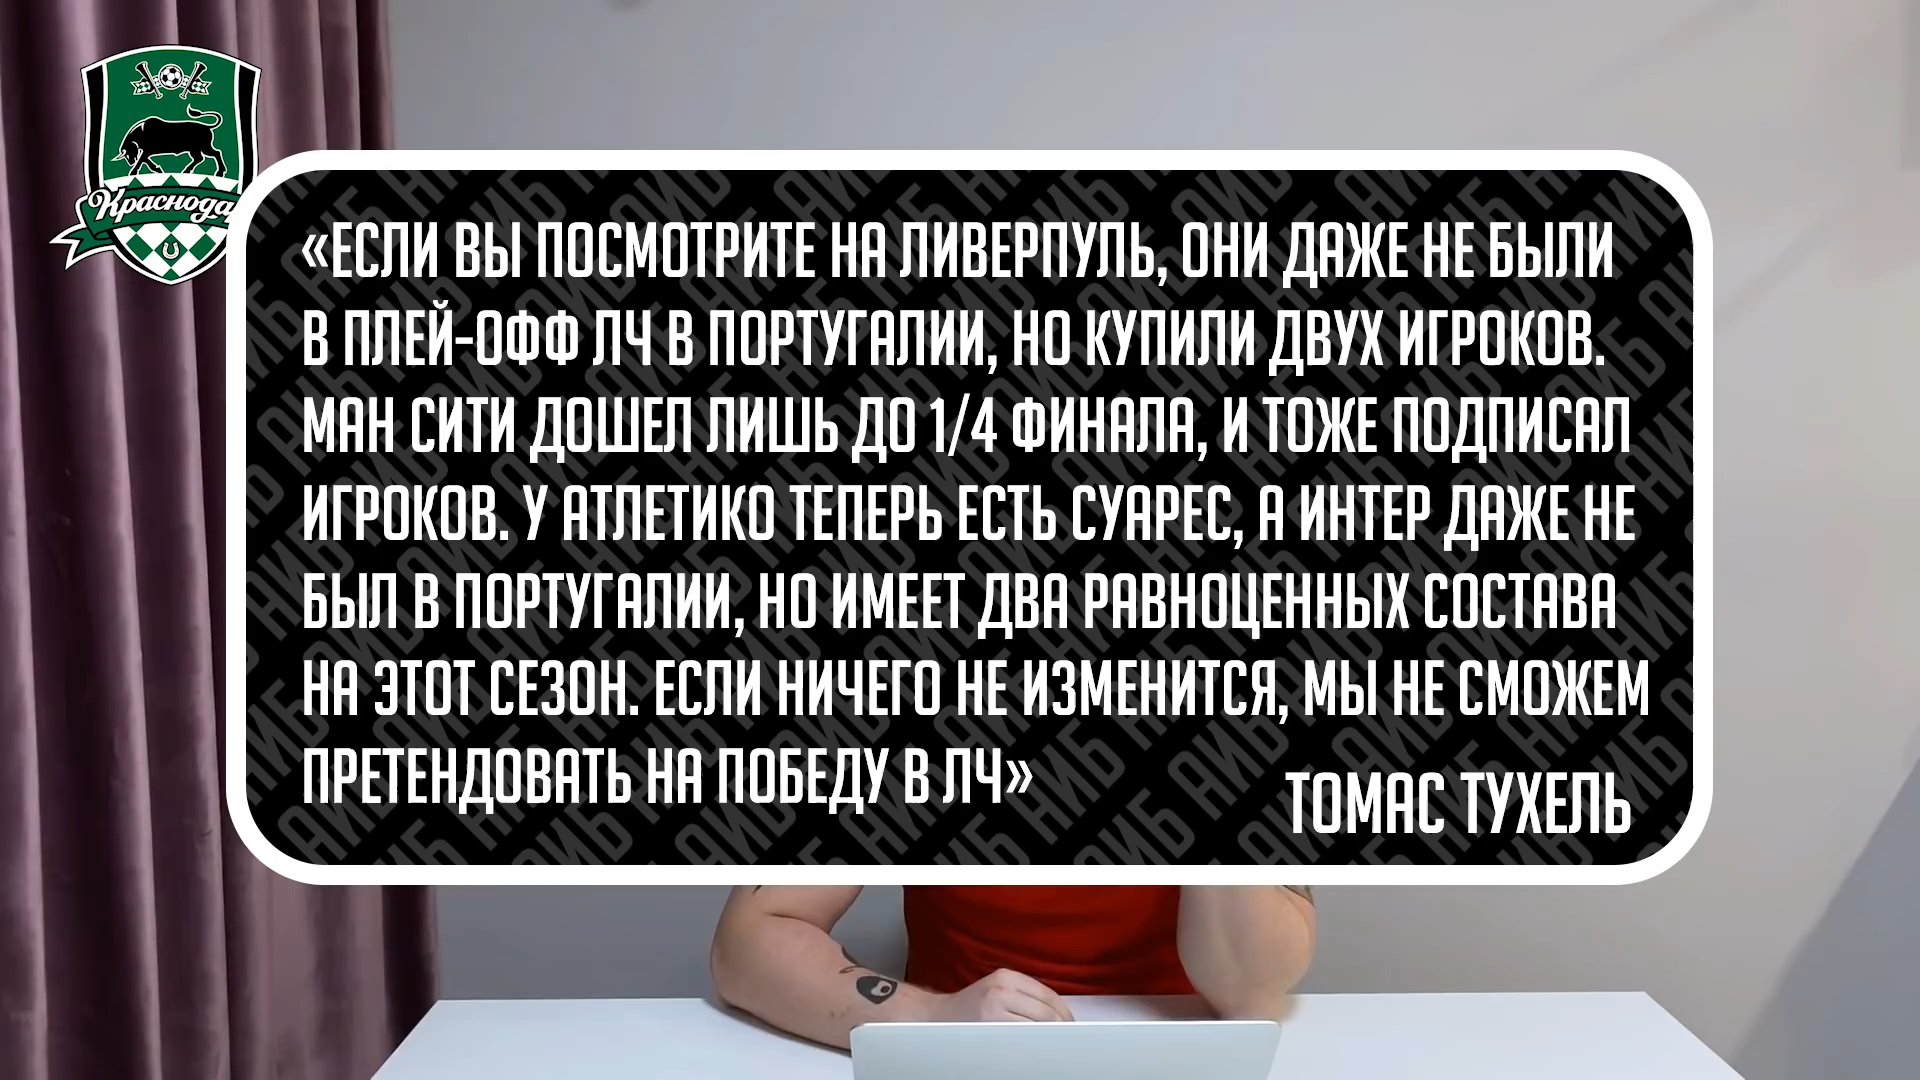 Краснода
«ЕСЛИ ВЫ ПОСМОТРИТЕ НА ЛИВЕРПУЛЬ, ОНИ ДАЖЕ НЕ БЫЛИ
В ПЛЕЙ-ОФФ ЛЧ В ПОРТУГАЛИИ, НО КУПИЛИ ДВУХ ИГРОКОВ.
МАН СИТИ ДОШЕЛ ЛИШЬ ДО 1/4 ФИНАЛА, И ТОЖЕ ПОДПИСАЛ
ИГРОКОВ. У АТЛЕТИКО ТЕПЕРЬ ЕСТЬ СУАРЕС, А ИНТЕР ДАЖЕ НЕ
БЫЛ В ПОРТУГАЛИИ, НО ИМЕЕТ ДВА РАВНОЦЕННЫХ СОСТАВА
НА ЭТОТ СЕЗОН. ЕСЛИ НИЧЕГО НЕ ИЗМЕНИТСЯ, МЫ НЕ СМОЖЕМ
ПРЕТЕНДОВАТЬ НА ПОБЕДУ В ЛЧ»
ТОМАС ТУХЕЛЬ